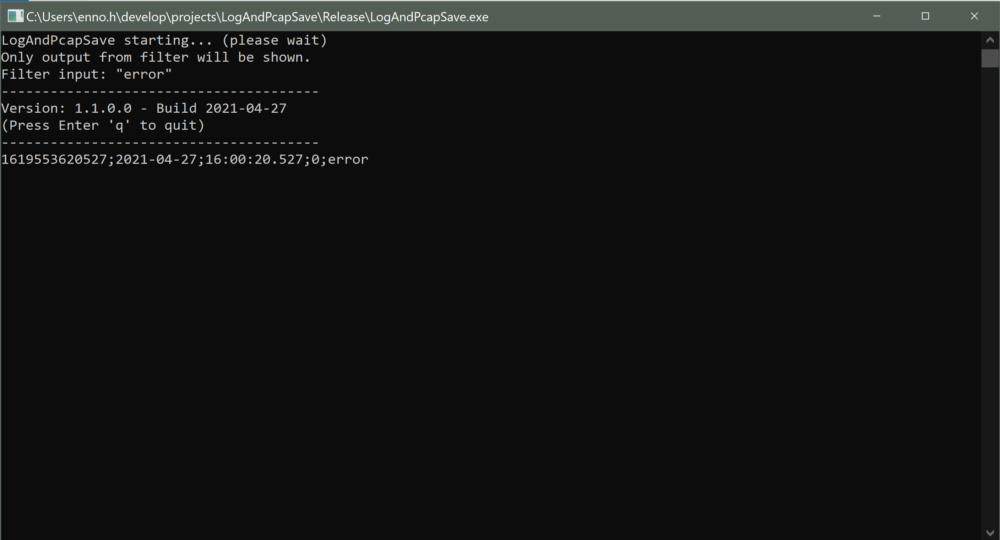 C:\Users\enno.h\develop\projects\LogAndPcapSave\Release\LogAndPcapSave.exe
LogAndPcapSave starting... (please wait)
Only output from filter will be shown.
Filter input: "error"
---------------------------------------
Version: 1.1.0.0 - Build 2021-04-27
(Press Enter 'q' to quit)
---------------------------------------
1619553620527;2021-04-27;16:00:20.527;0;error